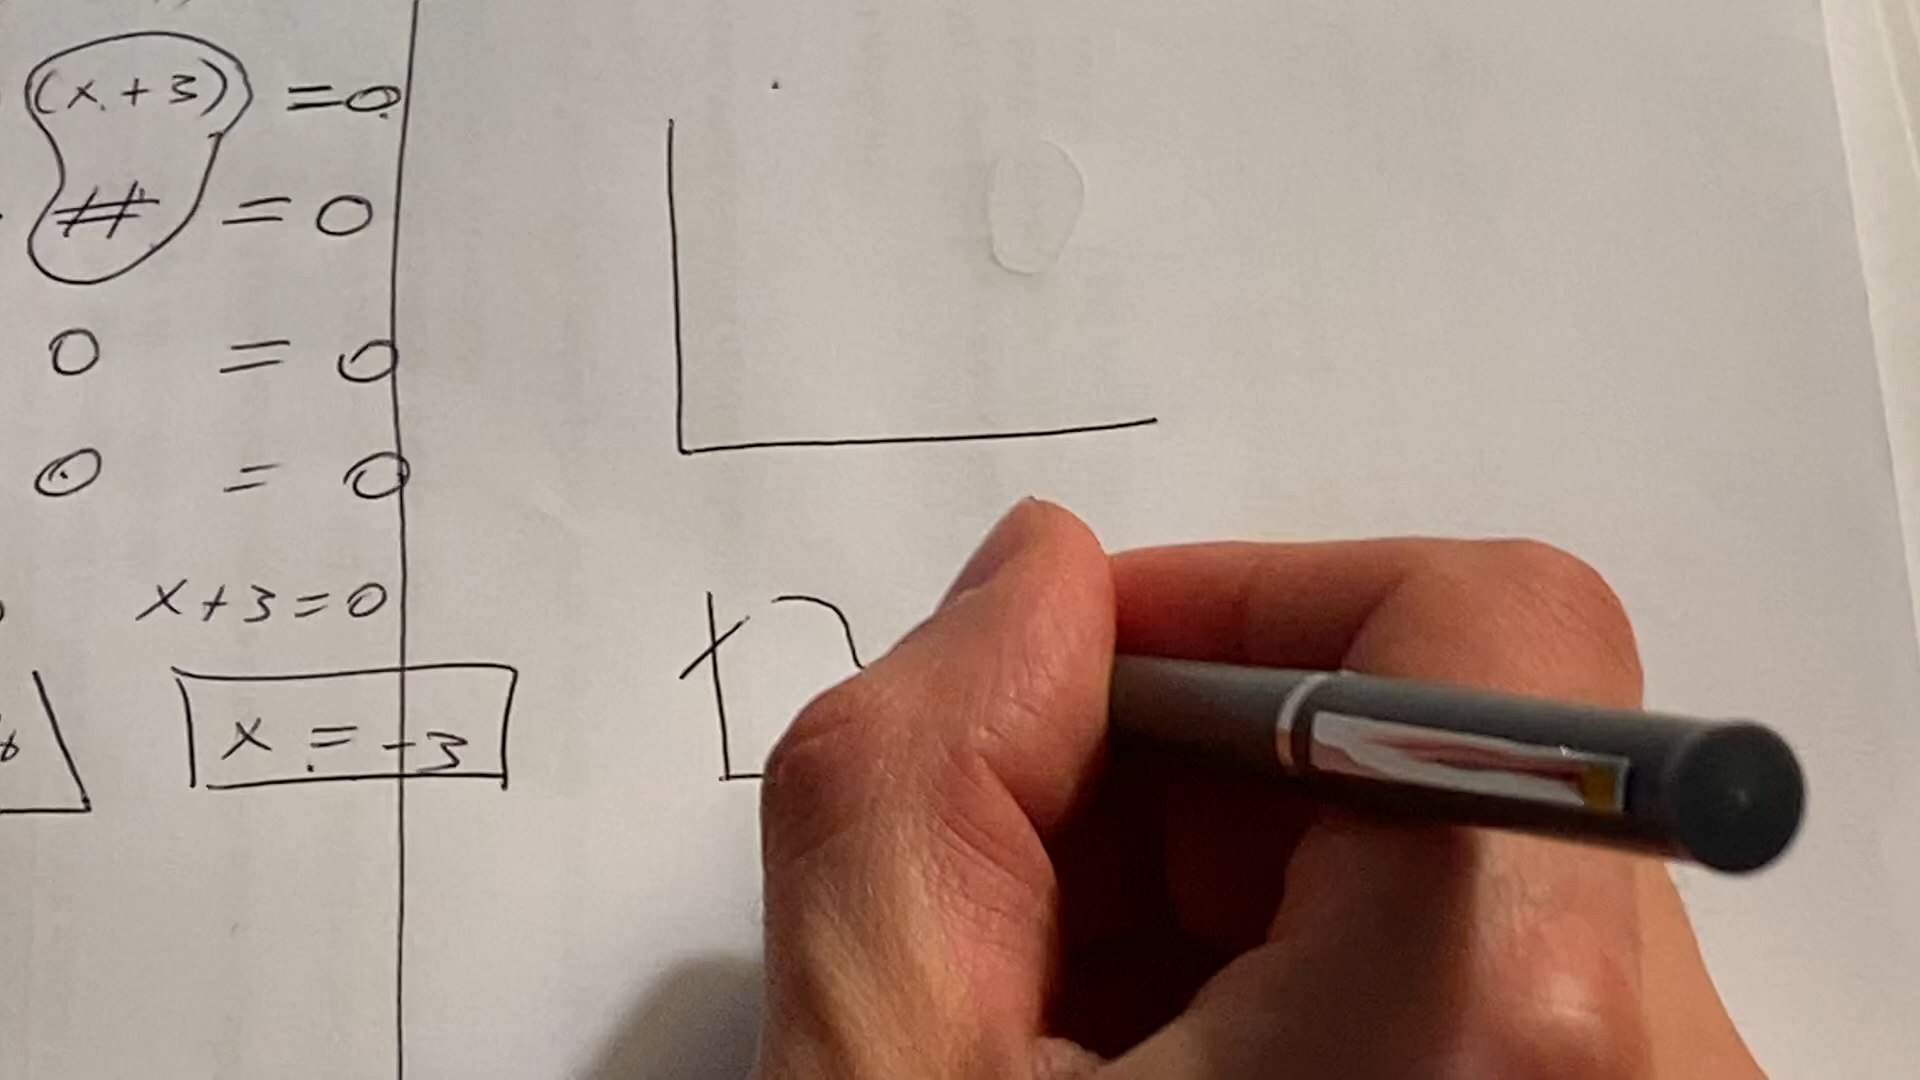 (x+3) =0
# = 0
0 = 0
0 = 0
x+3=0
x = -3